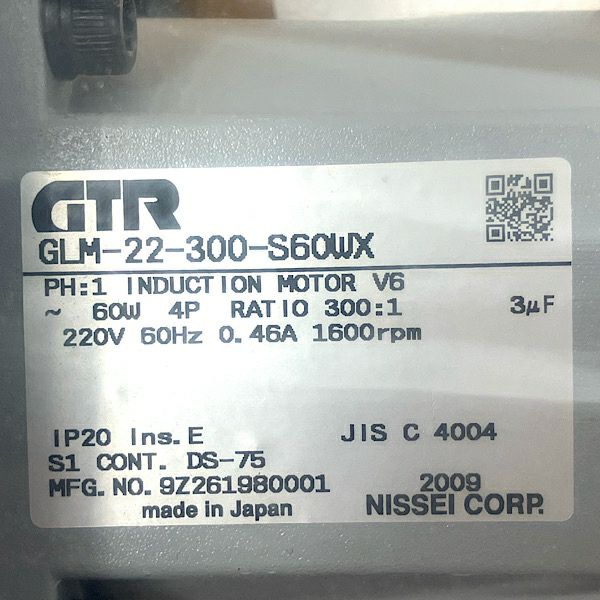 GTR
GLM-22-300-S60WX
PH:1 INDUCTION MOTOR V6
~ 60W 4P RATIO 300:1 3μF
220V 60Hz 0.46A 1600rpm
IP20 Ins.E JIS C 4004
S1 CONT. DS-75
MFG.NO.9Z261980001 2009
made in Japan NISSEI CORP.